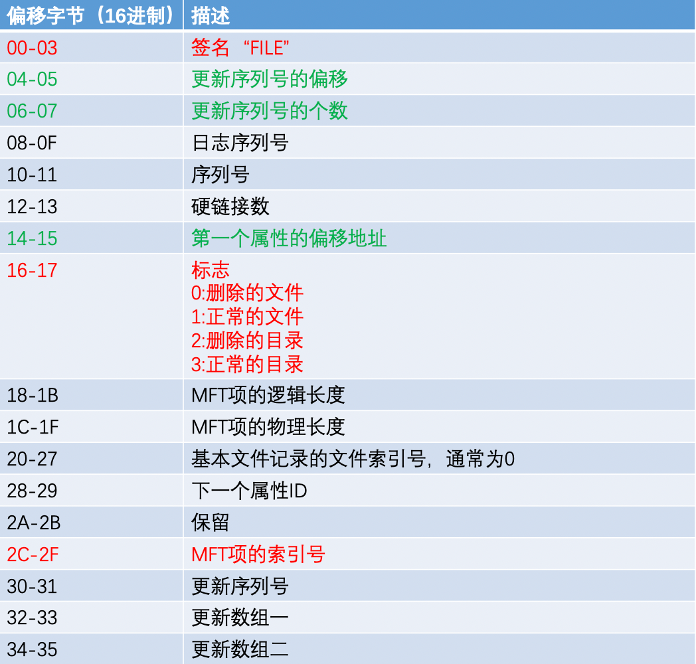 偏移字节（16进制） 描述
00-03 签名“FILE”
04-05 更新序列号的偏移
06-07 更新序列号的个数
08-0F 日志序列号
10-11 序列号
12-13 硬链接数
14-15 第一个属性的偏移地址
16-17 标志
0:删除的文件
1:正常的文件
2:删除的目录
3:正常的目录
18-1B MFT项的逻辑长度
1C-1F MFT项的物理长度
20-27 基本文件记录的文件索引号，通常为0
28-29 下一个属性ID
2A-2B 保留
2C-2F MFT项的索引号
30-31 更新序列号
32-33 更新数组一
34-35 更新数组二